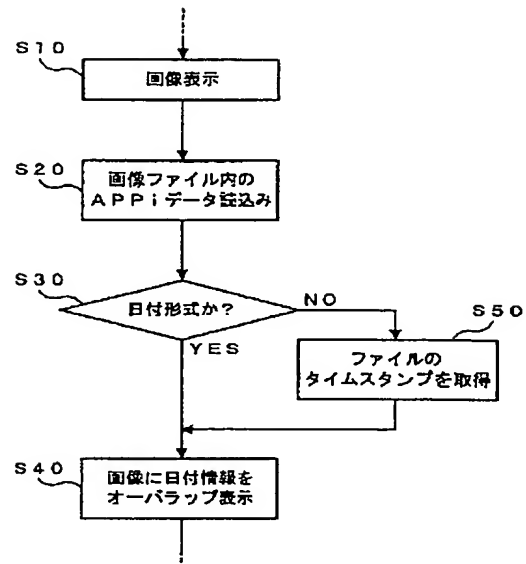 S10
画像表示
S20
画像ファイル内の
APPiデータ読込み
S30
日付形式か?
NO
S50
YES
ファイルの
タイムスタンプを取得
S40
画像に日付情報を
オーバラップ表示